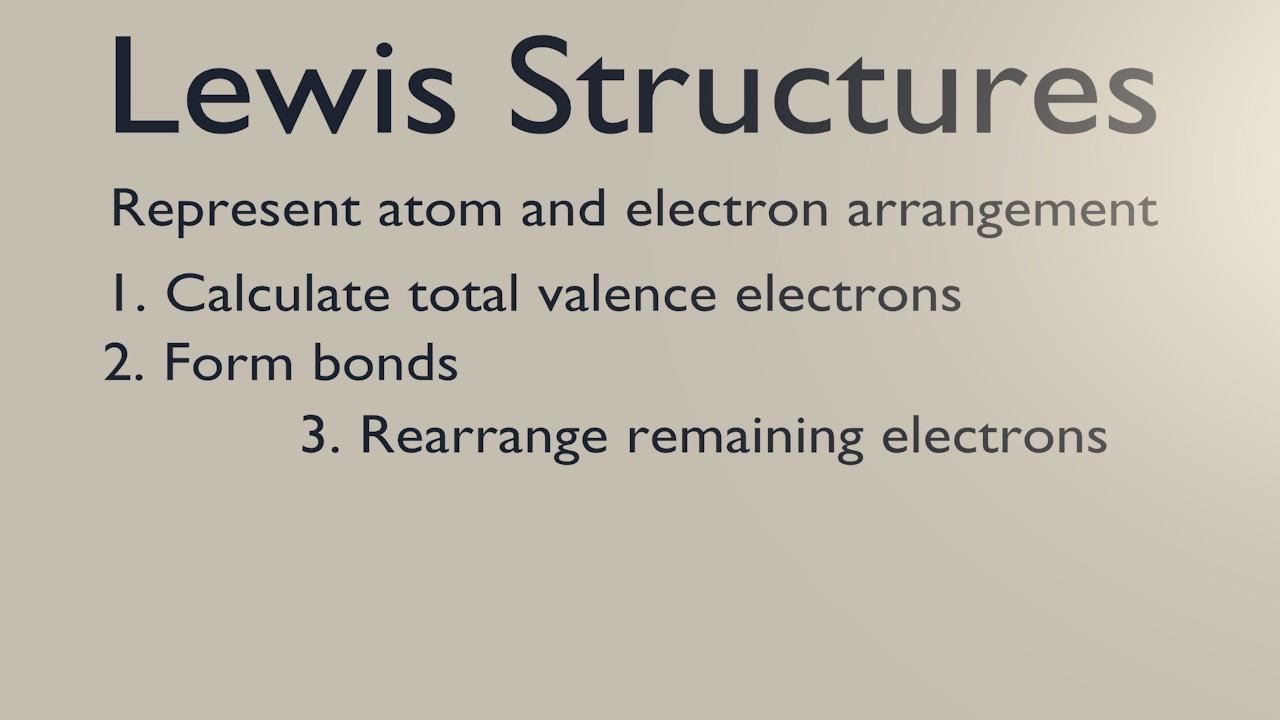 Lewis Structures
Represent atom and electron arrangement
1. Calculate total valence electrons
2. Form bonds
3. Rearrange remaining electrons